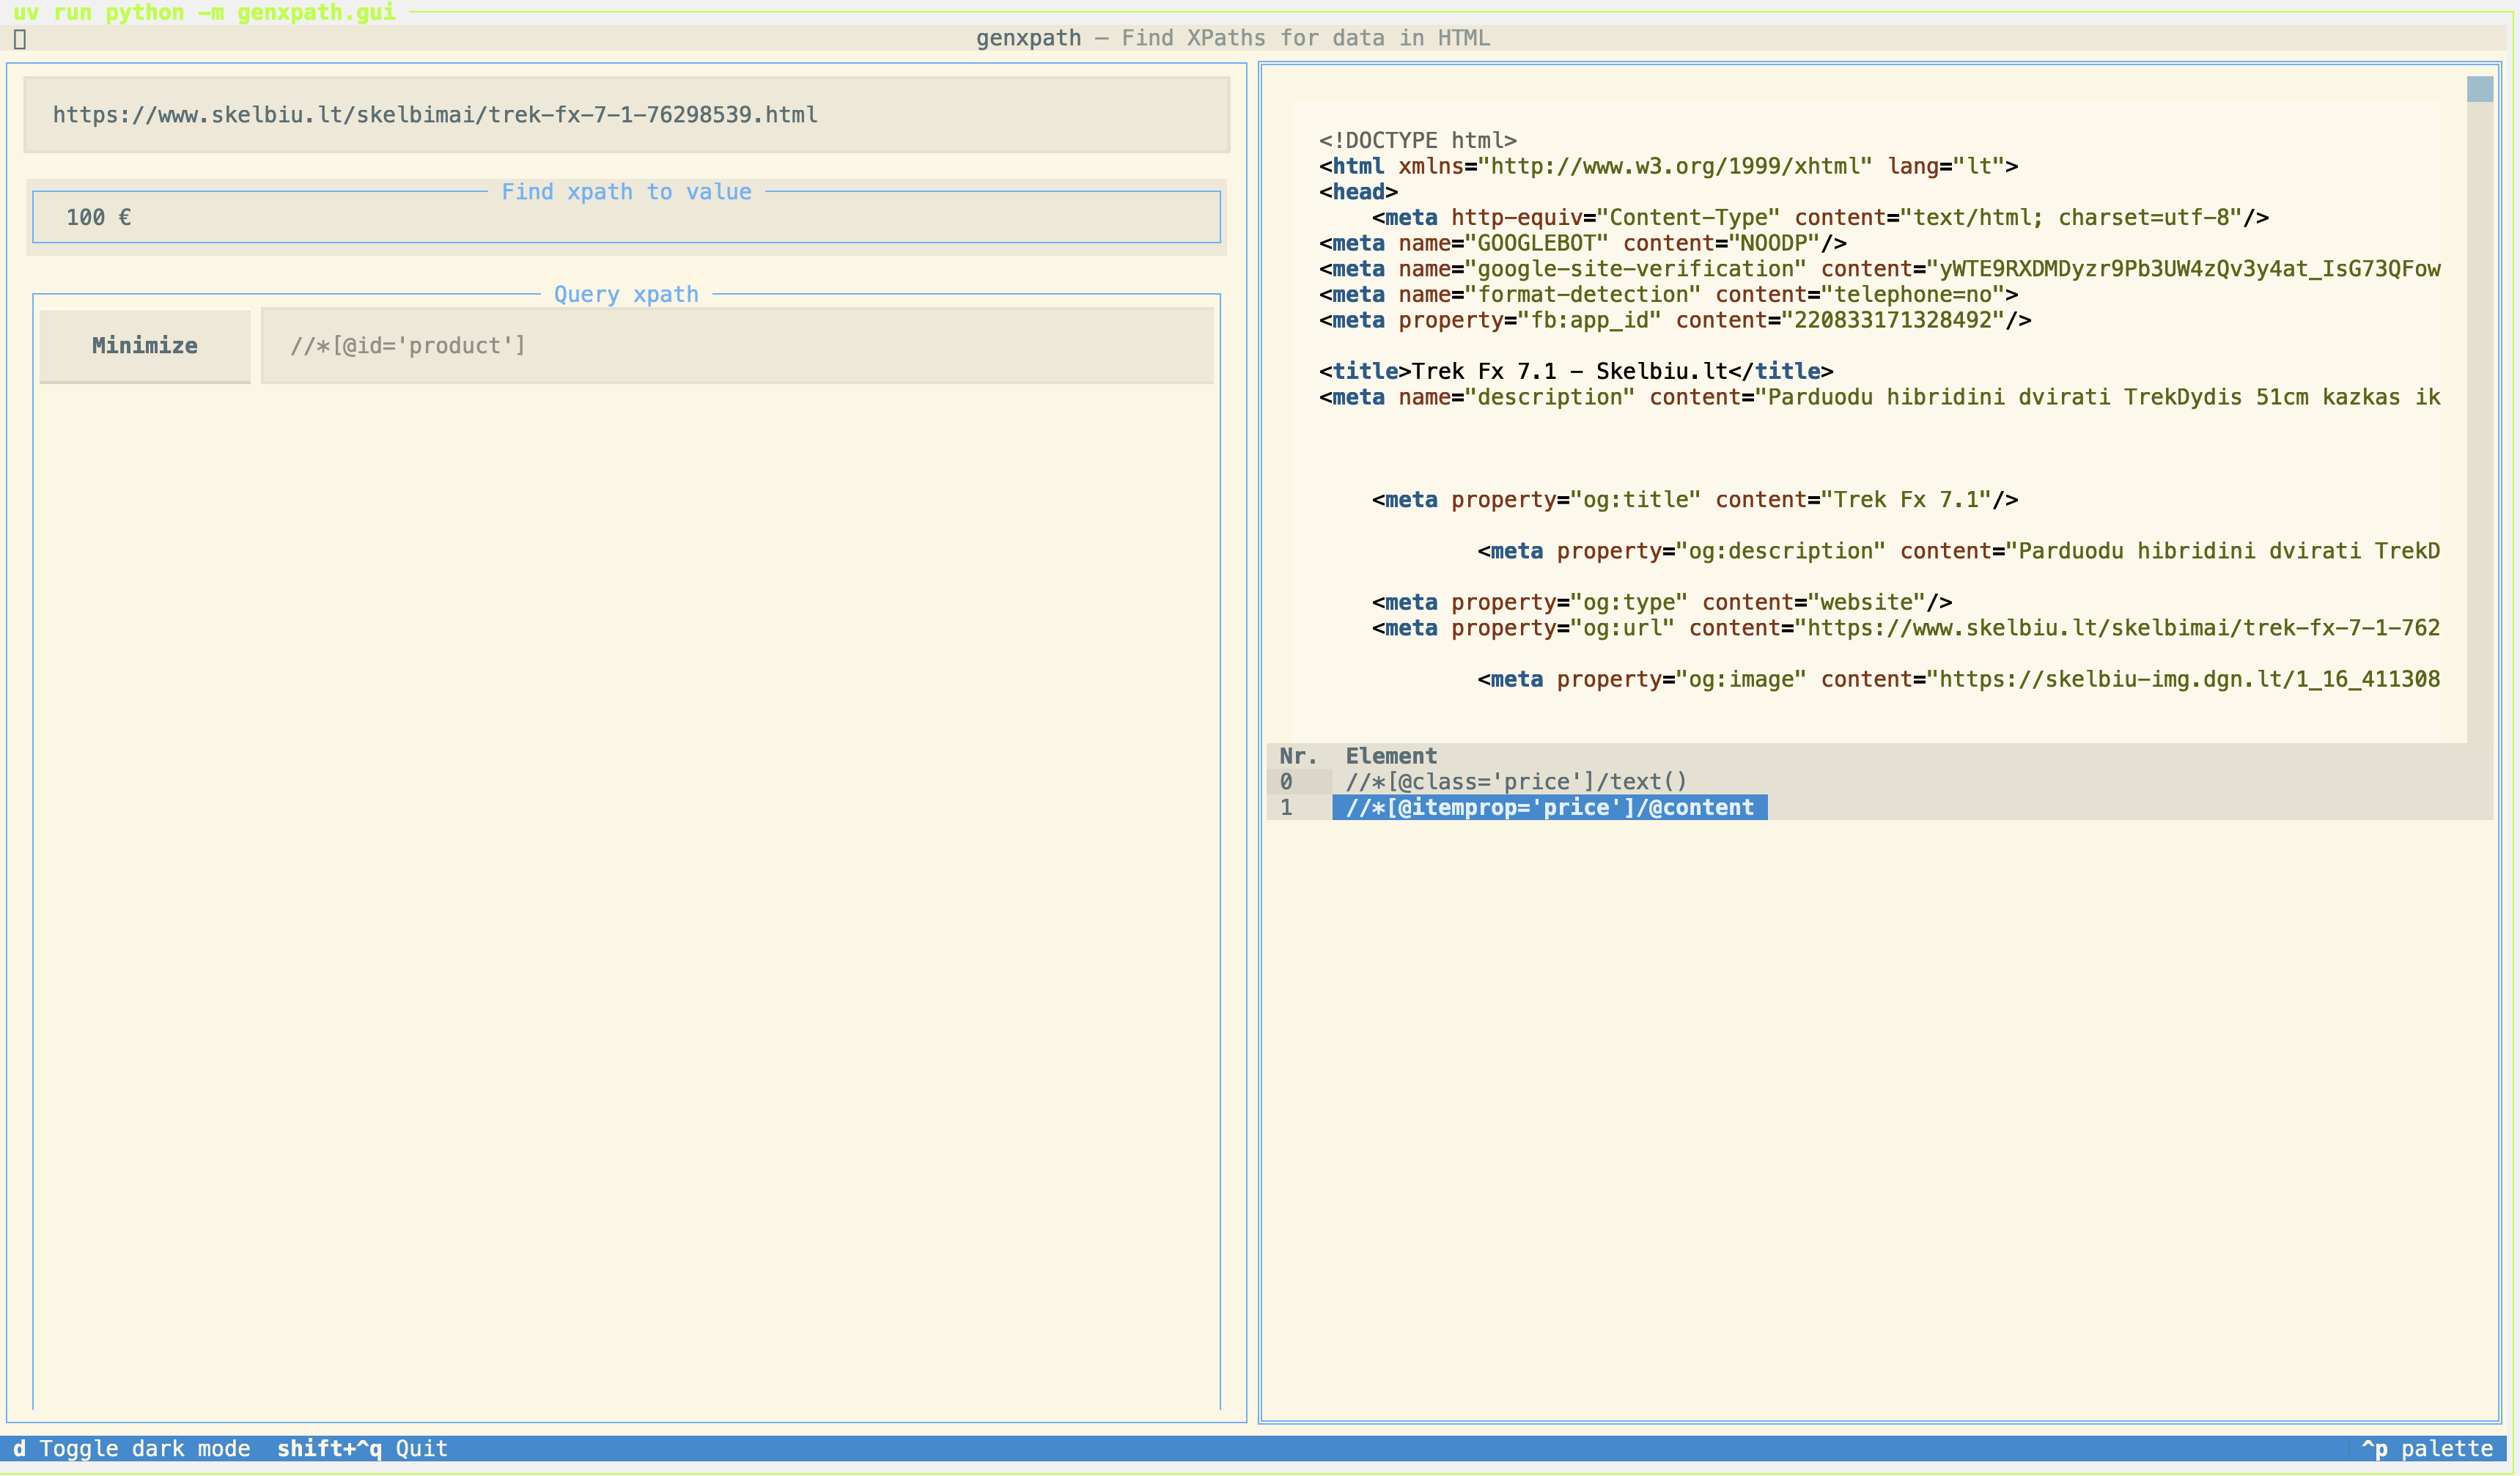 uv run python -m genxpath.gui
genxpath — Find XPaths for data in HTML
https://www.skelbiu.lt/skelbimai/trek-fx-7-1-76298539.html
Find xpath to value
100 €
Query xpath
Minimize
//*[@id='product']
<!DOCTYPE html>
<html xmlns="http://www.w3.org/1999/xhtml" lang="lt">
<head>
    <meta http-equiv="Content-Type" content="text/html; charset=utf-8"/>
<meta name="GOOGLEBOT" content="NOODP"/>
<meta name="google-site-verification" content="yWTE9RXDMDyzr9Pb3UW4zQv3y4at_IsG73QFow
<meta name="format-detection" content="telephone=no">
<meta property="fb:app_id" content="220833171328492"/>
<title>Trek Fx 7.1 - Skelbiu.lt</title>
<meta name="description" content="Parduodu hibridini dvirati TrekDydis 51cm kazkas ik
    <meta property="og:title" content="Trek Fx 7.1"/>
            <meta property="og:description" content="Parduodu hibridini dvirati TrekD
    <meta property="og:type" content="website"/>
    <meta property="og:url" content="https://www.skelbiu.lt/skelbimai/trek-fx-7-1-762
            <meta property="og:image" content="https://skelbiu-img.dgn.lt/1_16_411308
Nr. Element
0 //*[@class='price']/text()
1 //*[@itemprop='price']/@content
d Toggle dark mode shift+^q Quit
^p palette